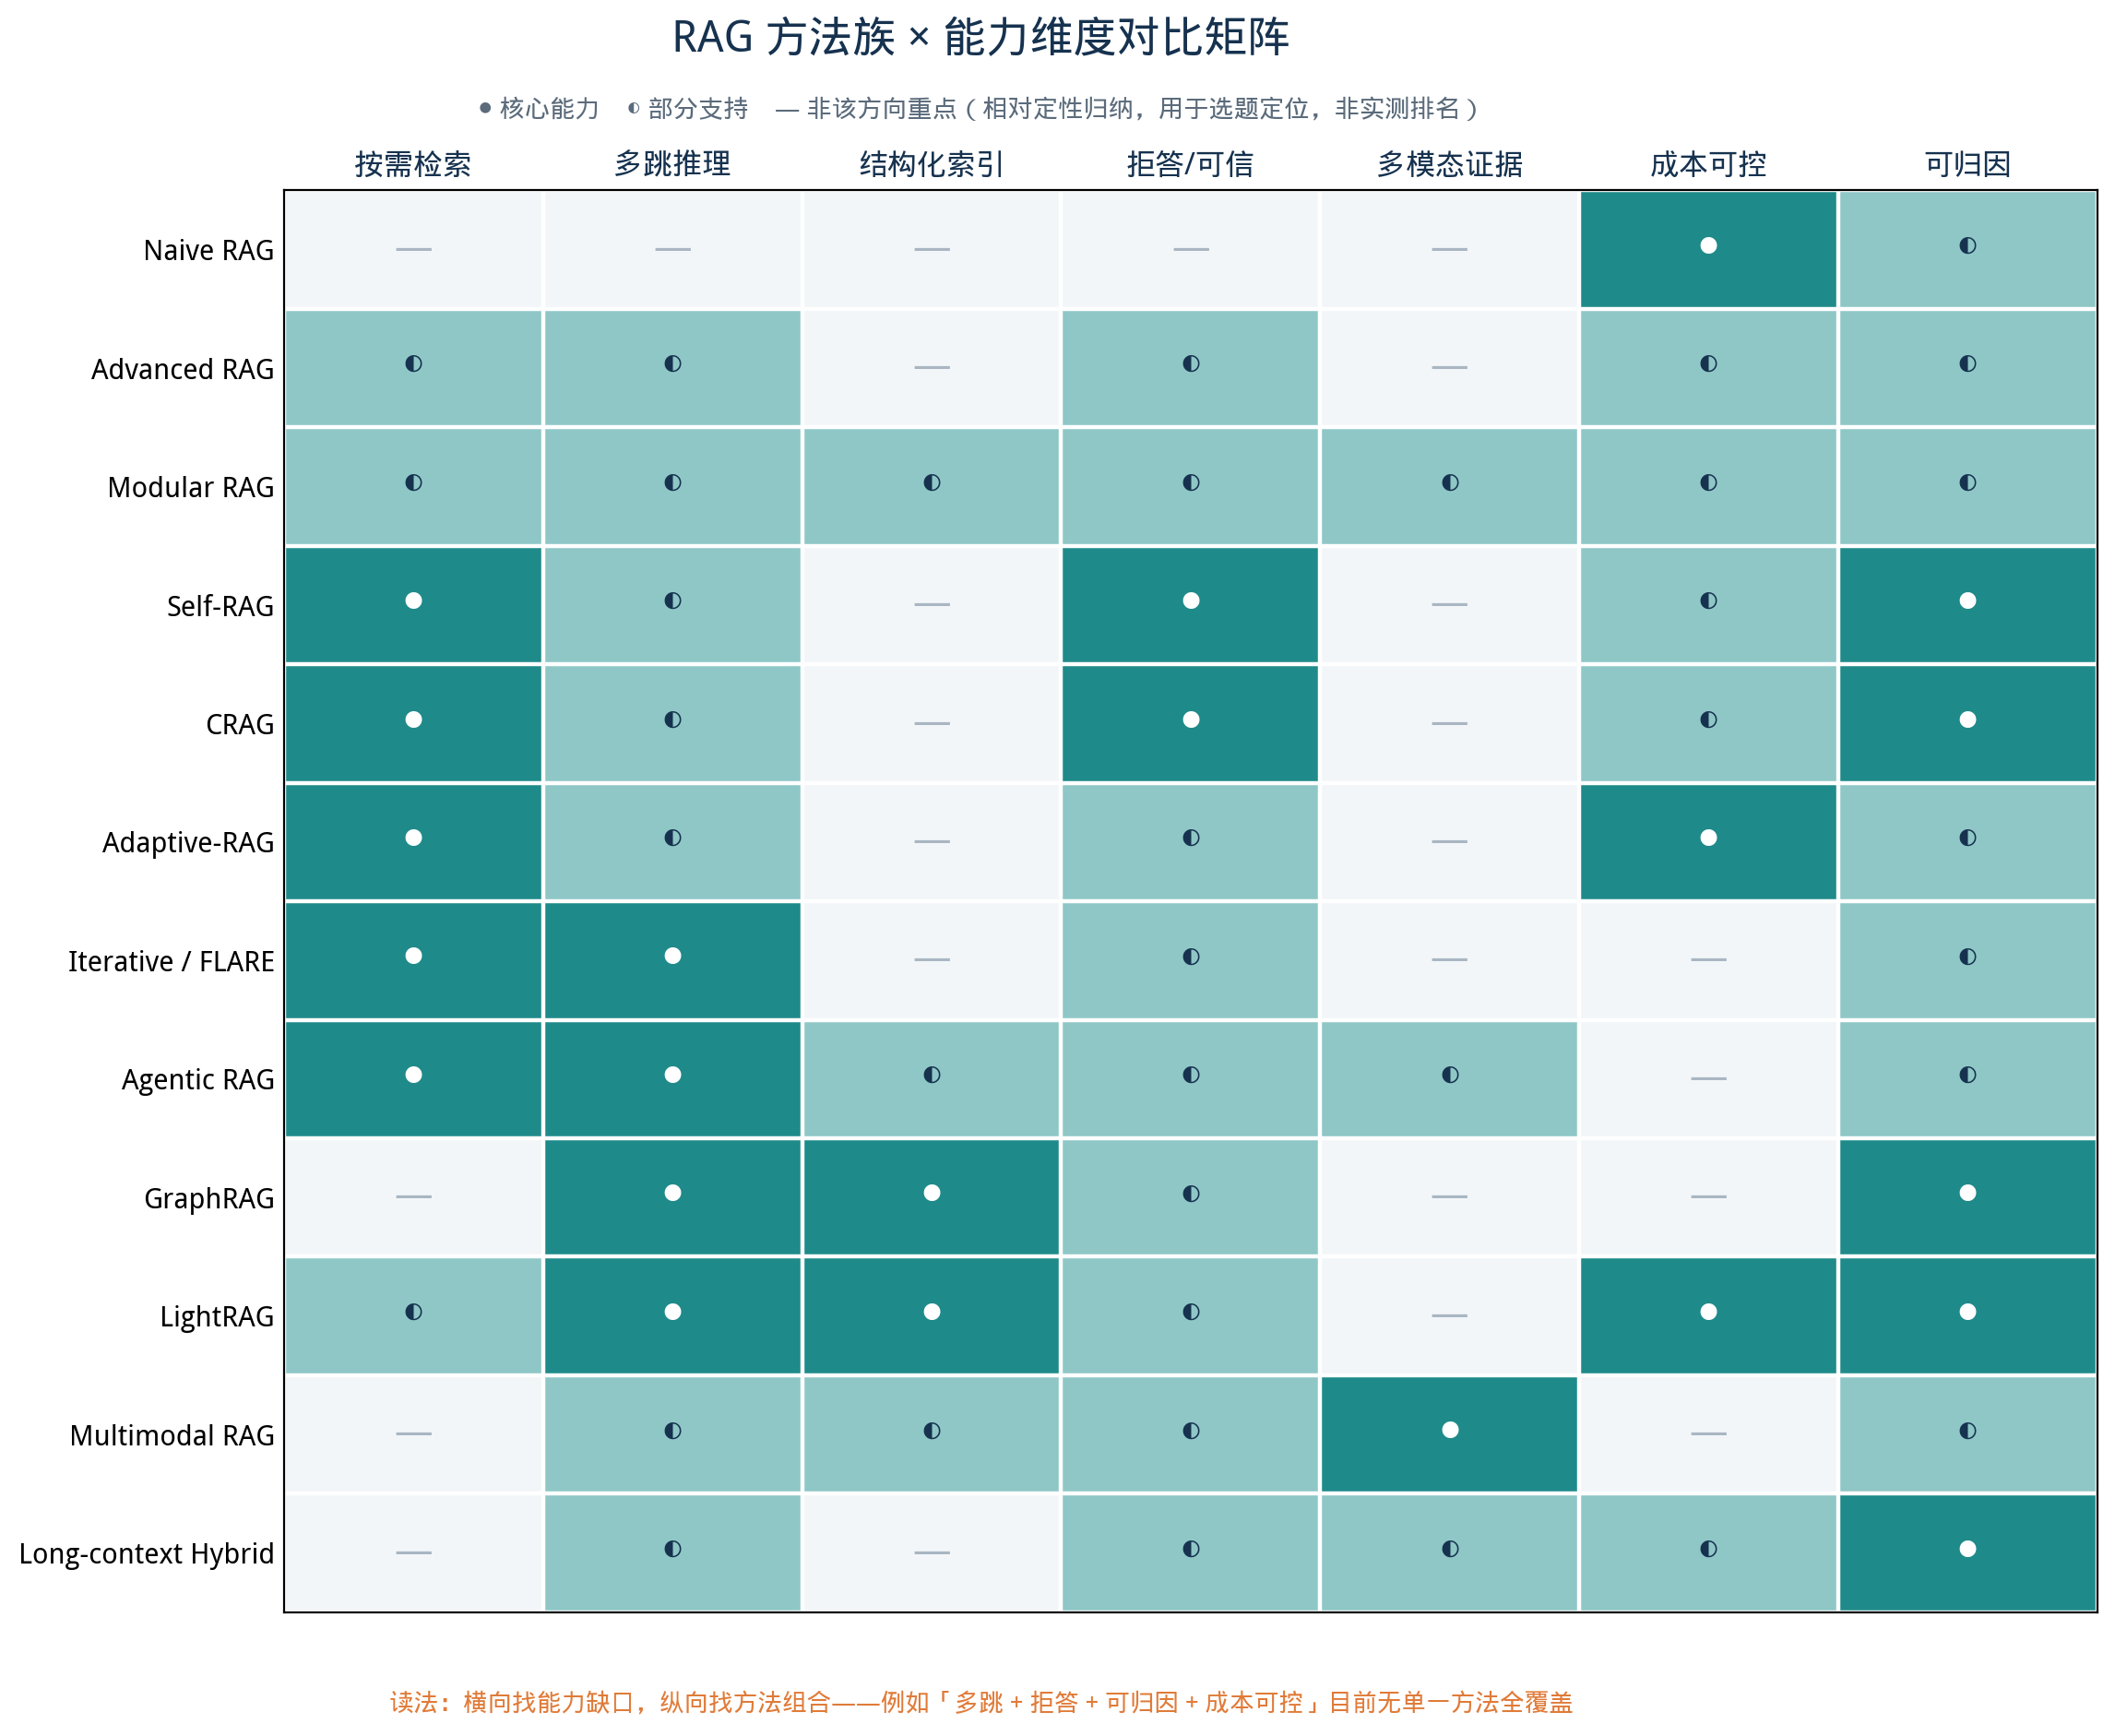 RAG 方法族 × 能力维度对比矩阵
● 核心能力 ◐ 部分支持 — 非该方向重点（相对定性归纳，用于选题定位，非实测排名）
按需检索 多跳推理 结构化索引 拒答/可信 多模态证据 成本可控 可归因
Naive RAG — — — — — ● ◐
Advanced RAG ◐ ◐ — ◐ — ◐ ◐
Modular RAG ◐ ◐ ◐ ◐ ◐ ◐ ◐
Self-RAG ● ◐ — ● — ◐ ●
CRAG ● ◐ — ● — ◐ ●
Adaptive-RAG ● ◐ — ◐ — ● ◐
Iterative / FLARE ● ● — ◐ — — ◐
Agentic RAG ● ● ◐ ◐ ◐ — ◐
GraphRAG — ● ● ◐ — — ●
LightRAG ◐ ● ● ◐ — ● ●
Multimodal RAG — ◐ ◐ ◐ ● — ◐
Long-context Hybrid — ◐ — ◐ ◐ ◐ ●
读法：横向找能力缺口，纵向找方法组合——例如「多跳 + 拒答 + 可归因 + 成本可控」目前无单一方法全覆盖